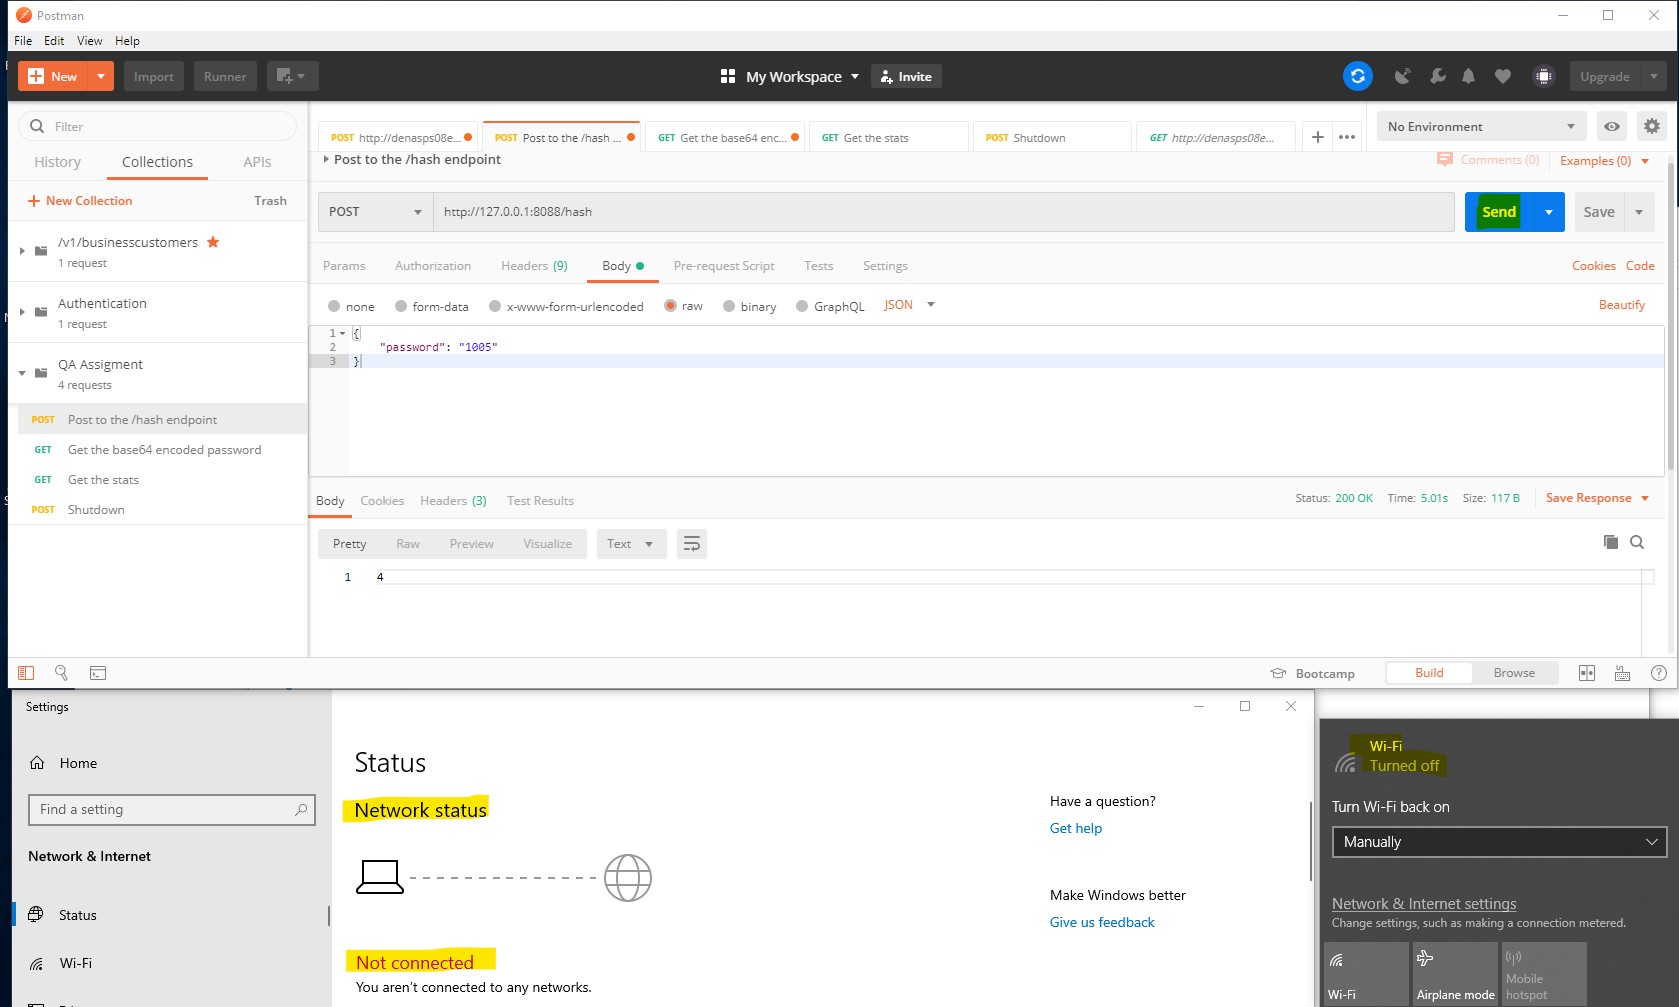 Postman
File Edit View Help
New Import Runner My Workspace Invite Upgrade
Filter
History Collections APIs
New Collection Trash
/v1/businesscustomers
1 request
Authentication
1 request
QA Assigment
4 requests
POST Post to the /hash endpoint
GET Get the base64 encoded password
GET Get the stats
POST Shutdown
POST http://denasps08e... POST Post to the /hash ... GET Get the base64 enc... GET Get the stats POST Shutdown GET http://denasps08e... No Environment
Post to the /hash endpoint Comments (0) Examples (0)
POST http://127.0.0.1:8088/hash Send Save
Params Authorization Headers (9) Body Pre-request Script Tests Settings Cookies Code
none form-data x-www-form-urlencoded raw binary GraphQL JSON Beautify
1 {
2 "password": "1005"
3 }
Body Cookies Headers (3) Test Results Status: 200 OK Time: 5.01s Size: 117 B Save Response
Pretty Raw Preview Visualize Text
1 4
Bootcamp Build Browse
Settings
Home
Find a setting
Network & Internet
Status
Wi-Fi
Status
Network status
Not connected
You aren't connected to any networks.
Have a question?
Get help
Make Windows better
Give us feedback
Wi-Fi
Turned off
Turn Wi-Fi back on
Manually
Network & Internet settings
Change settings, such as making a connection metered.
Wi-Fi Airplane mode Mobile hotspot